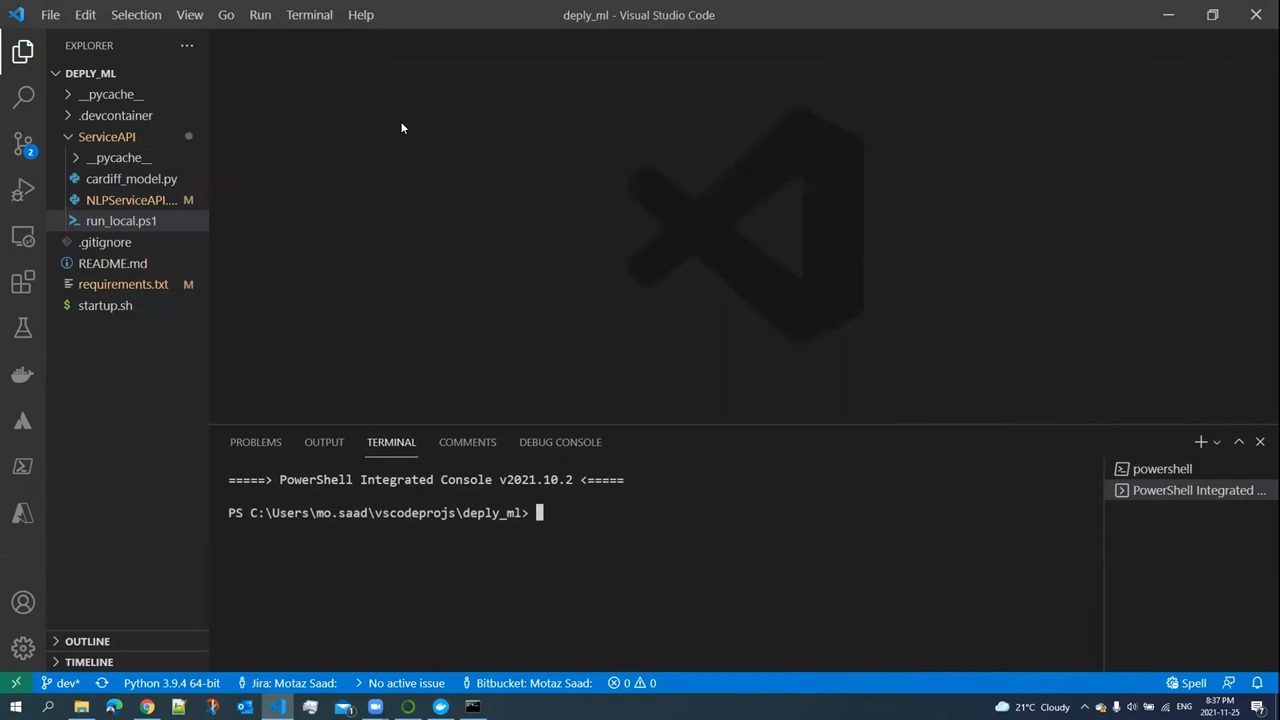 File Edit Selection View Go Run Terminal Help
deply_ml - Visual Studio Code
EXPLORER
DEPLY_ML
__pycache__
.devcontainer
ServiceAPI
__pycache__
cardiff_model.py
NLPServiceAPI.... M
run_local.ps1
.gitignore
README.md
requirements.txt M
startup.sh
OUTLINE
TIMELINE
2
PROBLEMS OUTPUT TERMINAL COMMENTS DEBUG CONSOLE
=====> PowerShell Integrated Console v2021.10.2 <=====
PS C:\Users\mo.saad\vscodeprojs\deply_ml>
powershell
PowerShell Integrated ...
dev* Python 3.9.4 64-bit Jira: Motaz Saad: No active issue Bitbucket: Motaz Saad: 0 0 Spell
21°C Cloudy ENG 8:37 PM
2021-11-25
1
7